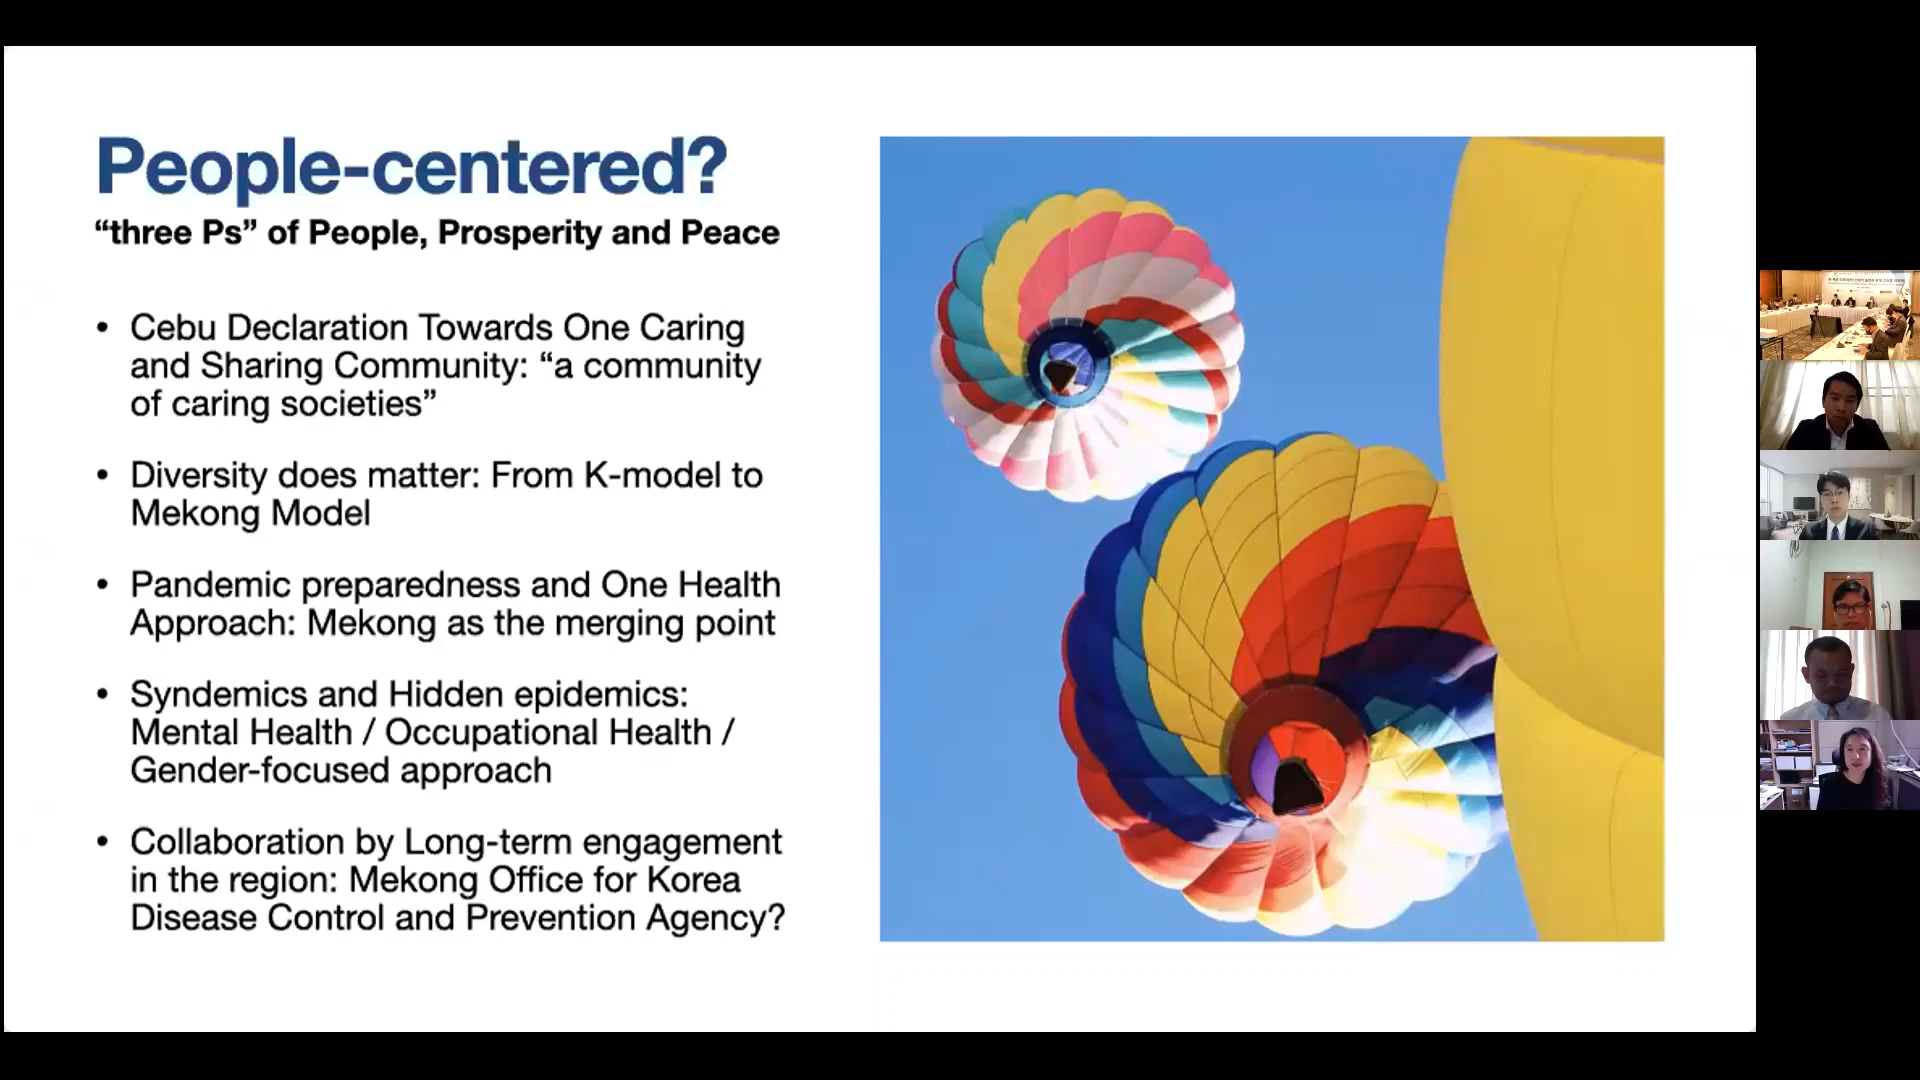 People-centered?
“three Ps” of People, Prosperity and Peace
• Cebu Declaration Towards One Caring
and Sharing Community: “a community
of caring societies”
• Diversity does matter: From K-model to
Mekong Model
• Pandemic preparedness and One Health
Approach: Mekong as the merging point
• Syndemics and Hidden epidemics:
Mental Health / Occupational Health /
Gender-focused approach
• Collaboration by Long-term engagement
in the region: Mekong Office for Korea
Disease Control and Prevention Agency?